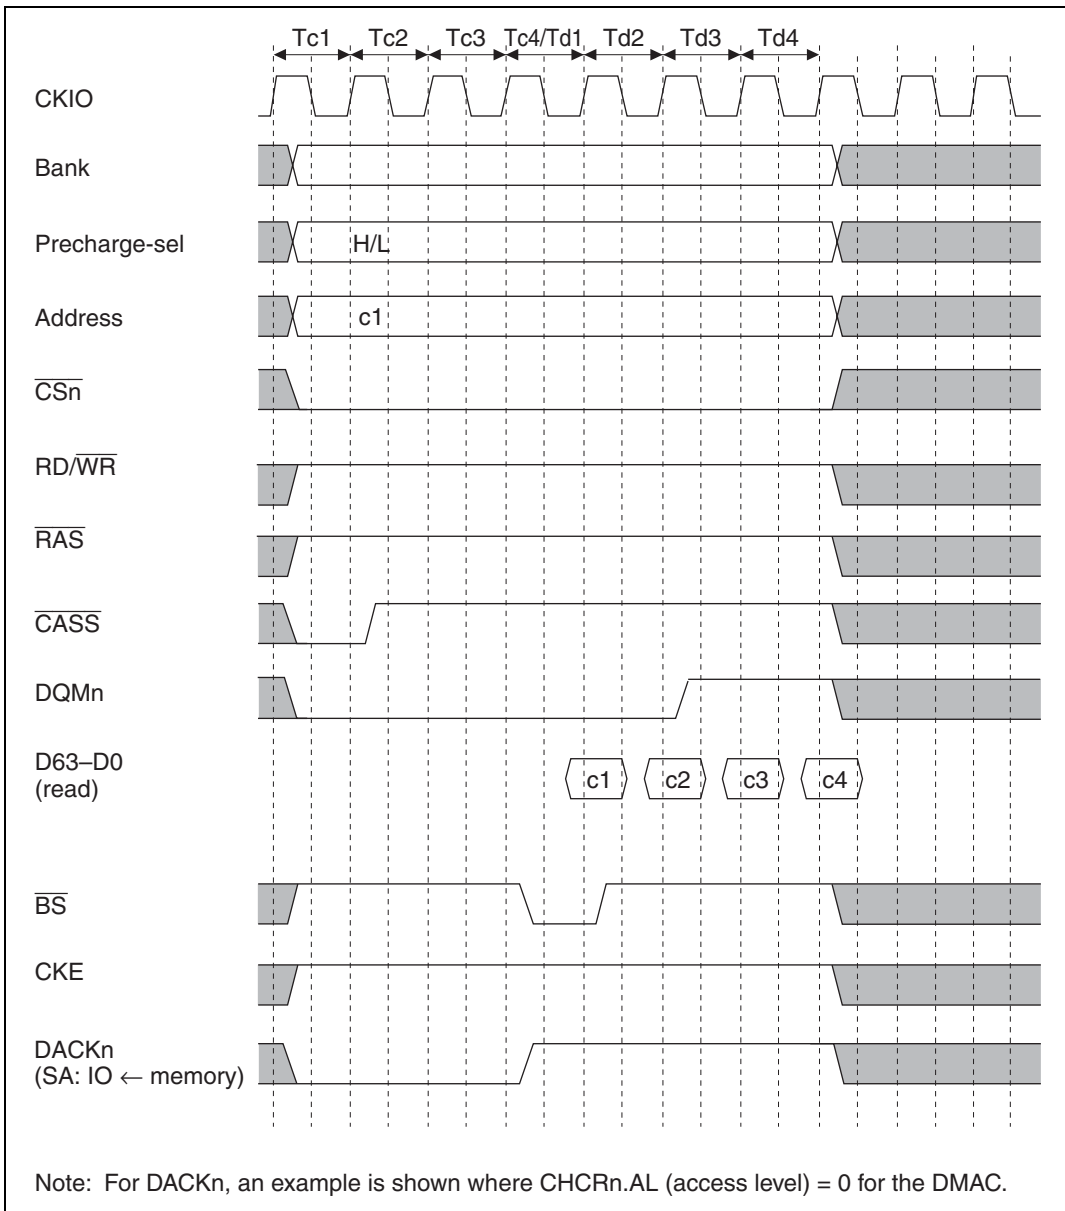 Tc1 Tc2 Tc3 Tc4/Td1 Td2 Td3 Td4
CKIO
Bank
Precharge-sel H/L
Address c1
CSn
RD/WR
RAS
CASS
DQMn
D63–D0
(read)
c1 c2 c3 c4
BS
CKE
DACKn
(SA: IO ← memory)
Note: For DACKn, an example is shown where CHCRn.AL (access level) = 0 for the DMAC.